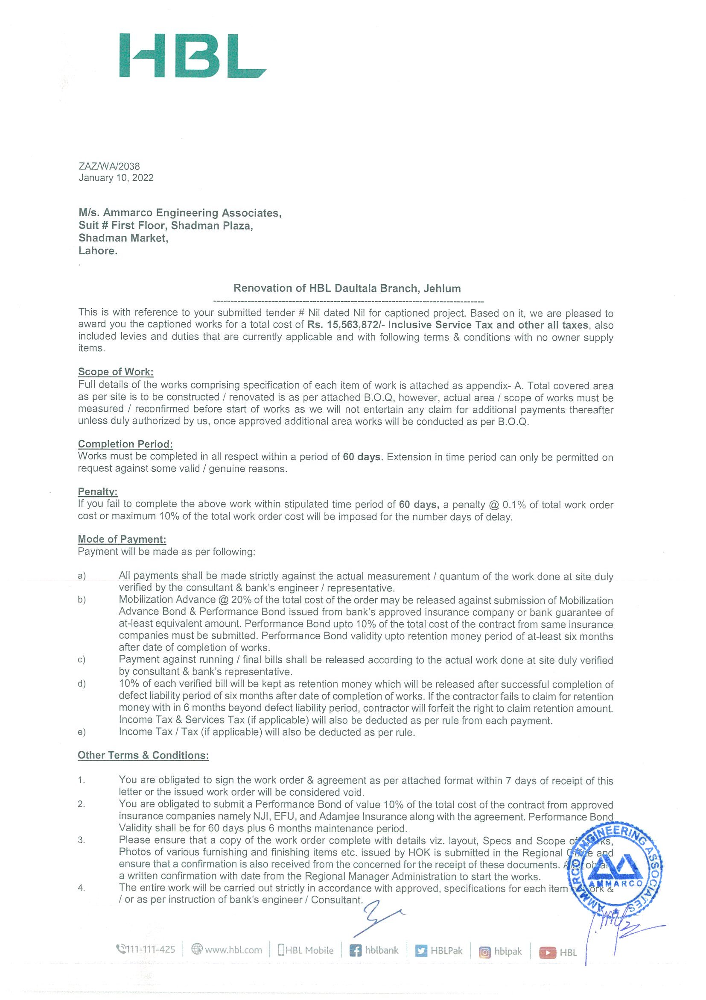 HBL
ZAZ/WA/2038
January 10, 2022
M/s. Ammarco Engineering Associates,
Suit # First Floor, Shadman Plaza,
Shadman Market,
Lahore.
.
Renovation of HBL Daultala Branch, Jehlum
--------------------------------------------------------------------------------
This is with reference to your submitted tender # Nil dated Nil for captioned project. Based on it, we are pleased to
award you the captioned works for a total cost of Rs. 15,563,872/- Inclusive Service Tax and other all taxes, also
included levies and duties that are currently applicable and with following terms & conditions with no owner supply
items.
Scope of Work:
Full details of the works comprising specification of each item of work is attached as appendix- A. Total covered area
as per site is to be constructed / renovated is as per attached B.O.Q, however, actual area / scope of works must be
measured / reconfirmed before start of works as we will not entertain any claim for additional payments thereafter
unless duly authorized by us, once approved additional area works will be conducted as per B.O.Q.
Completion Period:
Works must be completed in all respect within a period of 60 days. Extension in time period can only be permitted on
request against some valid / genuine reasons.
Penalty:
If you fail to complete the above work within stipulated time period of 60 days, a penalty @ 0.1% of total work order
cost or maximum 10% of the total work order cost will be imposed for the number days of delay.
Mode of Payment:
Payment will be made as per following:
a) All payments shall be made strictly against the actual measurement / quantum of the work done at site duly
verified by the consultant & bank's engineer / representative.
b) Mobilization Advance @ 20% of the total cost of the order may be released against submission of Mobilization
Advance Bond & Performance Bond issued from bank's approved insurance company or bank guarantee of
at-least equivalent amount. Performance Bond upto 10% of the total cost of the contract from same insurance
companies must be submitted. Performance Bond validity upto retention money period of at-least six months
after date of completion of works.
c) Payment against running / final bills shall be released according to the actual work done at site duly verified
by consultant & bank's representative.
d) 10% of each verified bill will be kept as retention money which will be released after successful completion of
defect liability period of six months after date of completion of works. If the contractor fails to claim for retention
money with in 6 months beyond defect liability period, contractor will forfeit the right to claim retention amount.
Income Tax & Services Tax (if applicable) will also be deducted as per rule from each payment.
e) Income Tax / Tax (if applicable) will also be deducted as per rule.
Other Terms & Conditions:
1. You are obligated to sign the work order & agreement as per attached format within 7 days of receipt of this
letter or the issued work order will be considered void.
2. You are obligated to submit a Performance Bond of value 10% of the total cost of the contract from approved
insurance companies namely NJI, EFU, and Adamjee Insurance along with the agreement. Performance Bond
Validity shall be for 60 days plus 6 months maintenance period.
3. Please ensure that a copy of the work order complete with details viz. layout, Specs and Scope of
Photos of various furnishing and finishing items etc. issued by HOK is submitted in the Regional and
ensure that a confirmation is also received from the concerned for the receipt of these documents.
a written confirmation with date from the Regional Manager Administration to start the works.
4. The entire work will be carried out strictly in accordance with approved, specifications for each item &
/ or as per instruction of bank's engineer / Consultant.
AMMARCO ENGINEERING ASSOCIATES
AMMARCO
111-111-425 www.hbl.com HBL Mobile hblbank HBLPak hblpak HBL